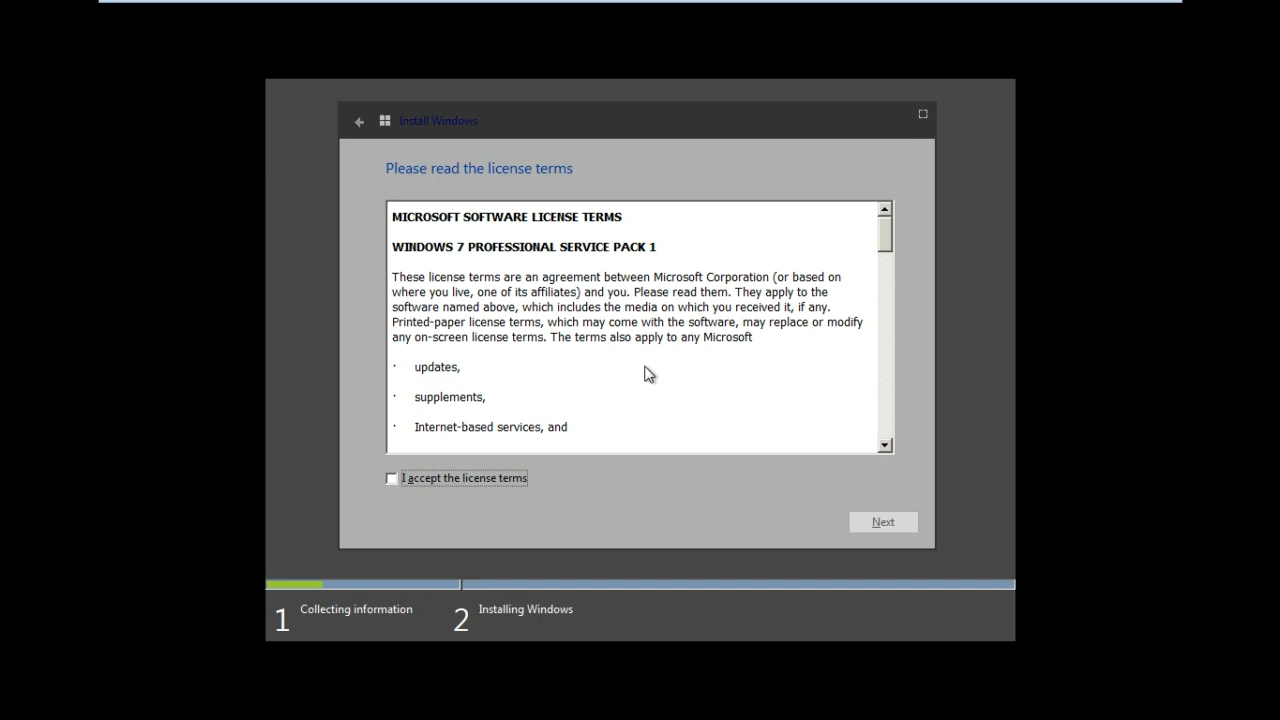 Install Windows
Please read the license terms
MICROSOFT SOFTWARE LICENSE TERMS
WINDOWS 7 PROFESSIONAL SERVICE PACK 1
These license terms are an agreement between Microsoft Corporation (or based on
where you live, one of its affiliates) and you. Please read them. They apply to the
software named above, which includes the media on which you received it, if any.
Printed-paper license terms, which may come with the software, may replace or modify
any on-screen license terms. The terms also apply to any Microsoft
· updates,
· supplements,
· Internet-based services, and
I accept the license terms
Next
1 Collecting information
2 Installing Windows